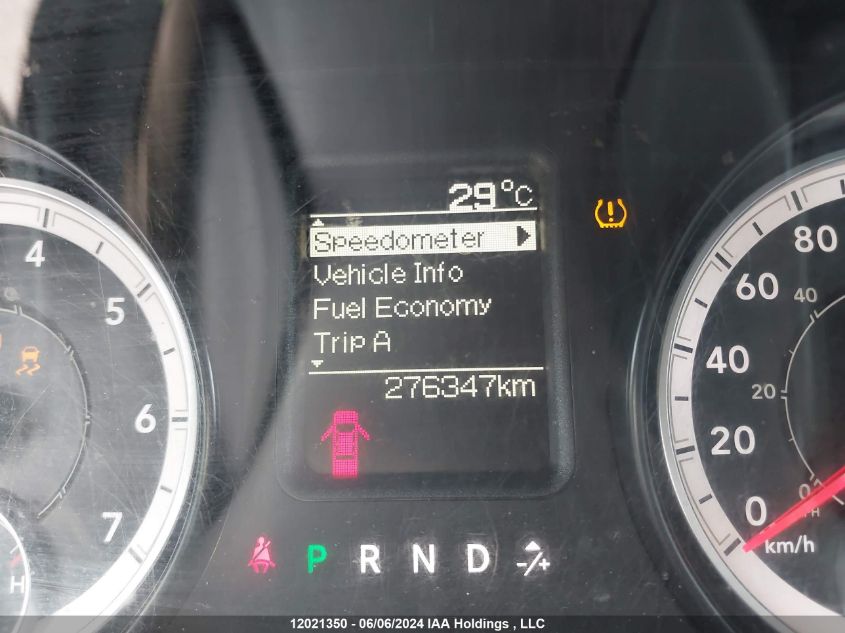 29°C
Speedometer
Vehicle Info
Fuel Economy
Trip A
276347km
4
5
6
7
H
P R N D -/+
80
60
40
20
0
40
20
0
km/h
12021350 - 06/06/2024 IAA Holdings , LLC